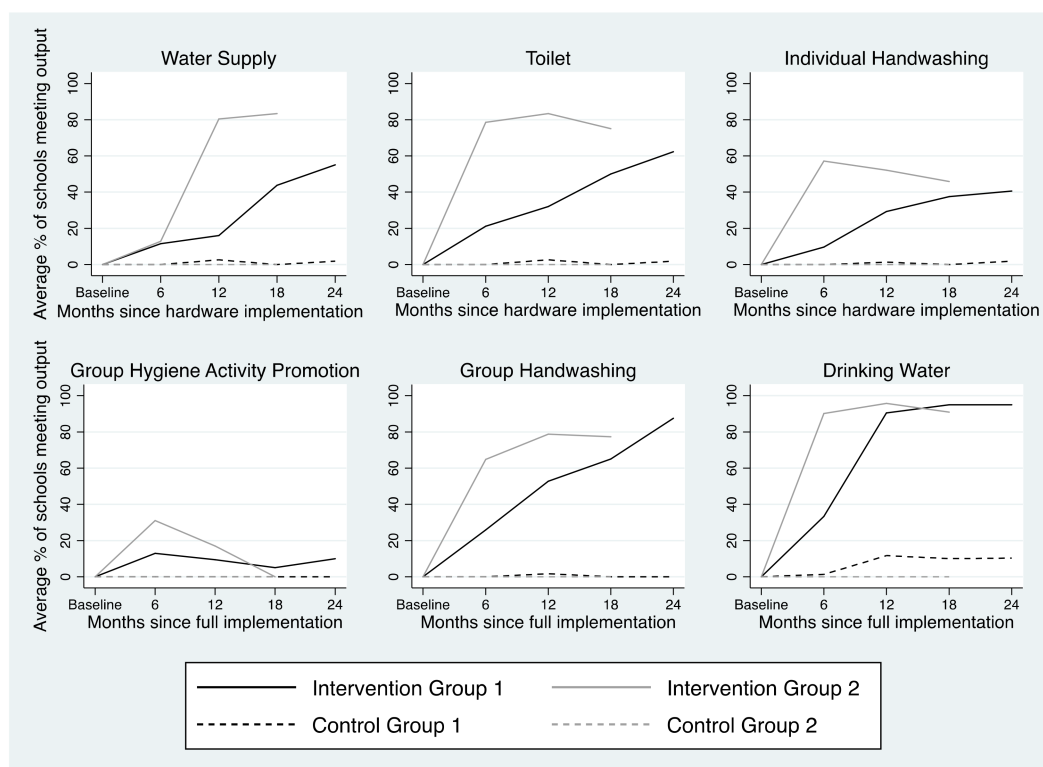 Average % of schools meeting output
Water Supply
100
80
60
40
20
0
Baseline 6 12 18 24
Months since hardware implementation
Toilet
100
80
60
40
20
0
Baseline 6 12 18 24
Months since hardware implementation
Individual Handwashing
100
80
60
40
20
0
Baseline 6 12 18 24
Months since hardware implementation
Average % of schools meeting output
Group Hygiene Activity Promotion
100
80
60
40
20
0
Baseline 6 12 18 24
Months since full implementation
Group Handwashing
100
80
60
40
20
0
Baseline 6 12 18 24
Months since full implementation
Drinking Water
100
80
60
40
20
0
Baseline 6 12 18 24
Months since full implementation
Intervention Group 1 Intervention Group 2
Control Group 1 Control Group 2